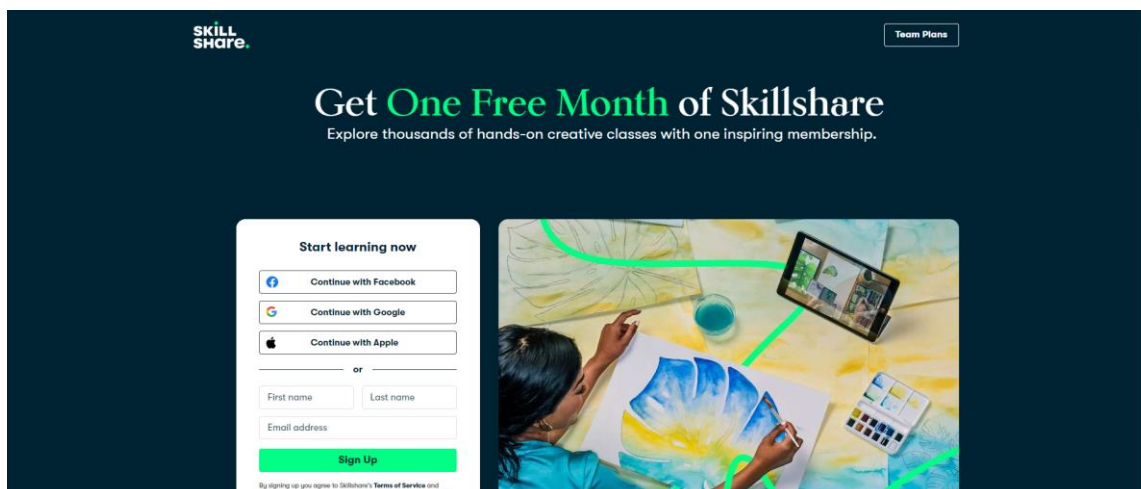 SKILL
SHARE.
Team Plans
Get One Free Month of Skillshare
Explore thousands of hands-on creative classes with one inspiring membership.
Start learning now
Continue with Facebook
Continue with Google
Continue with Apple
or
First name Last name
Email address
Sign Up
By signing up you agree to Skillshare's Terms of Service and